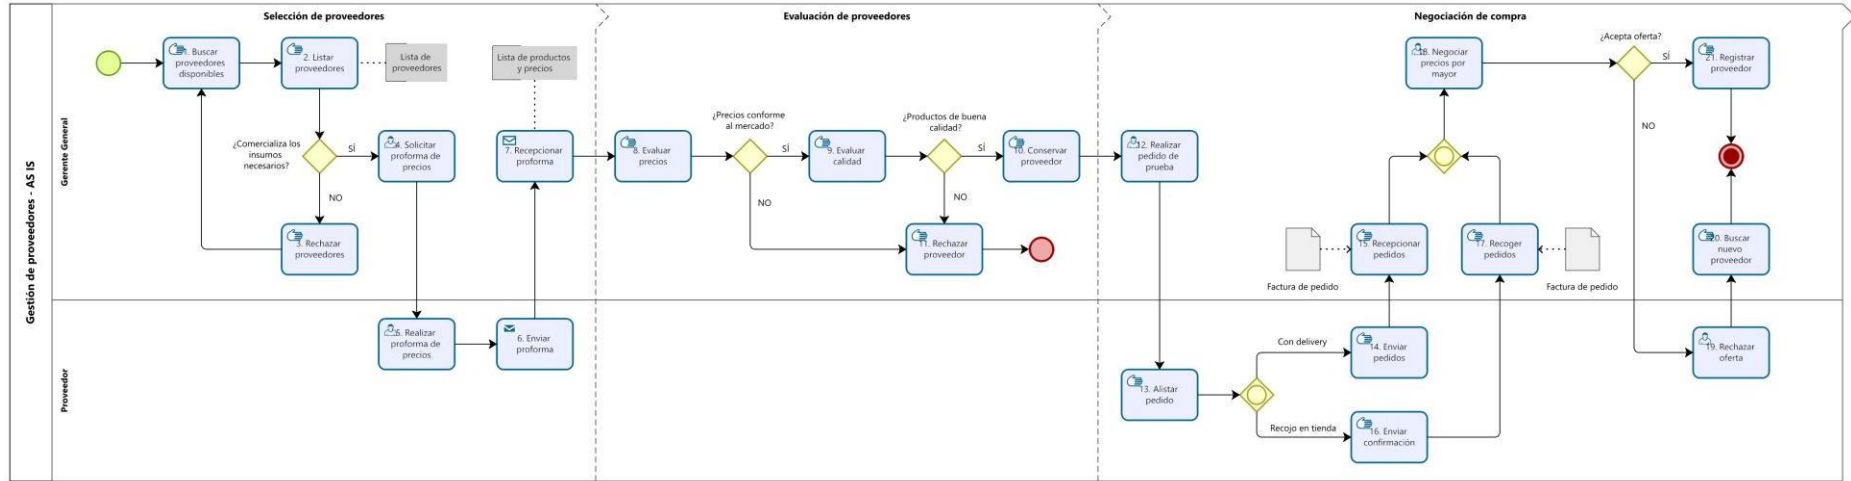 Gestión de proveedores - AS IS
Selección de proveedores
Evaluación de proveedores
Negociación de compra
Gerente General
Proveedor
1. Buscar
proveedores
disponibles
2. Listar
proveedores
Lista de
proveedores
¿Comercializa los
insumos
necesarios?
SÍ
NO
3. Rechazar
proveedores
4. Solicitar
proforma de
precios
5. Realizar
proforma de
precios
6. Enviar
proforma
7. Recepcionar
proforma
Lista de productos
y precios
8. Evaluar
precios
¿Precios conforme
al mercado?
SÍ
NO
9. Evaluar
calidad
¿Productos de buena
calidad?
SÍ
NO
10. Conservar
proveedor
11. Rechazar
proveedor
12. Realizar
pedido de
prueba
13. Alistar
pedido
Con delivery
Recojo en tienda
14. Enviar
pedidos
15. Recepcionar
pedidos
Factura de pedido
16. Enviar
confirmación
17. Recoger
pedidos
Factura de pedido
18. Negociar
precios por
mayor
¿Acepta oferta?
SÍ
NO
19. Rechazar
oferta
20. Buscar
nuevo
proveedor
21. Registrar
proveedor